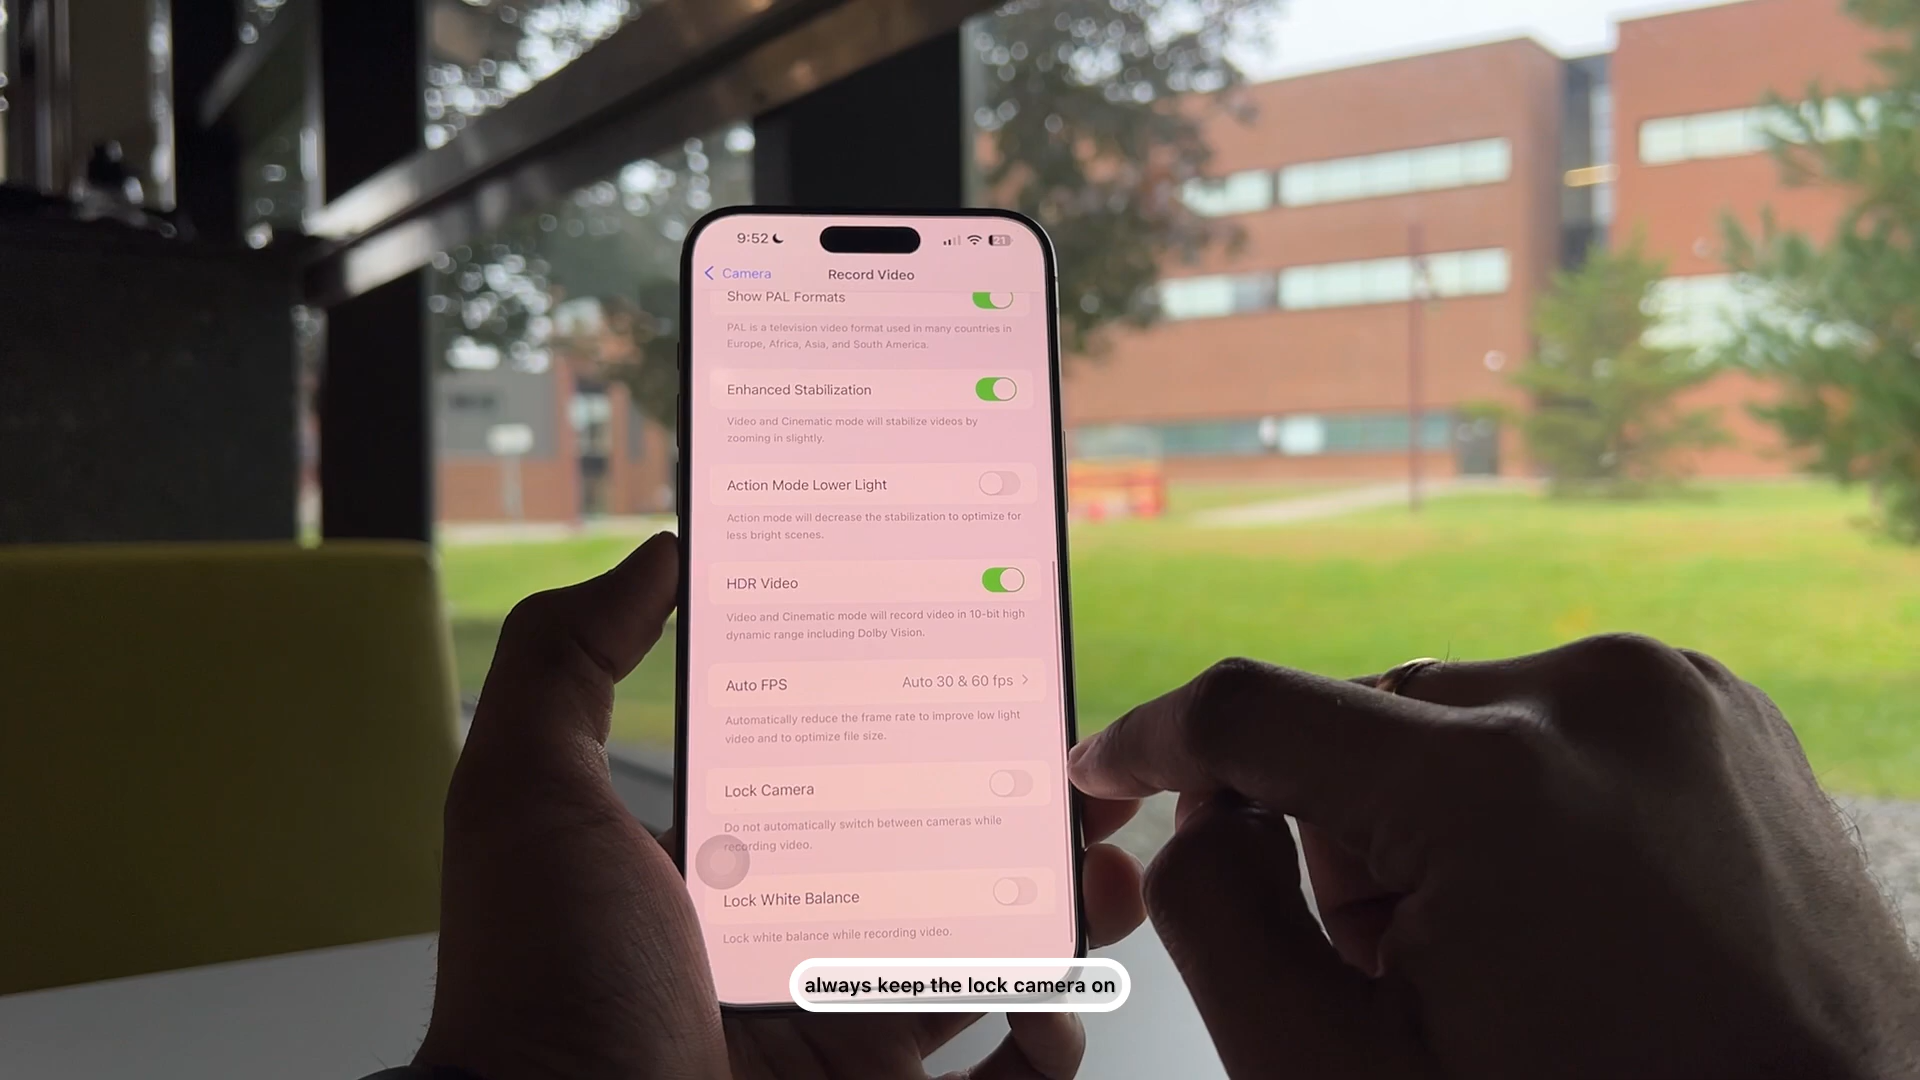 9:52
21
Camera
Record Video
Show PAL Formats
PAL is a television video format used in many countries in
Europe, Africa, Asia, and South America.
Enhanced Stabilization
Video and Cinematic mode will stabilize videos by
zooming in slightly.
Action Mode Lower Light
Action mode will decrease the stabilization to optimize for
less bright scenes.
HDR Video
Video and Cinematic mode will record video in 10-bit high
dynamic range including Dolby Vision.
Auto FPS
Auto 30 & 60 fps
Automatically reduce the frame rate to improve low light
video and to optimize file size.
Lock Camera
Do not automatically switch between cameras while
recording video.
Lock White Balance
Lock white balance while recording video.
always keep the lock camera on